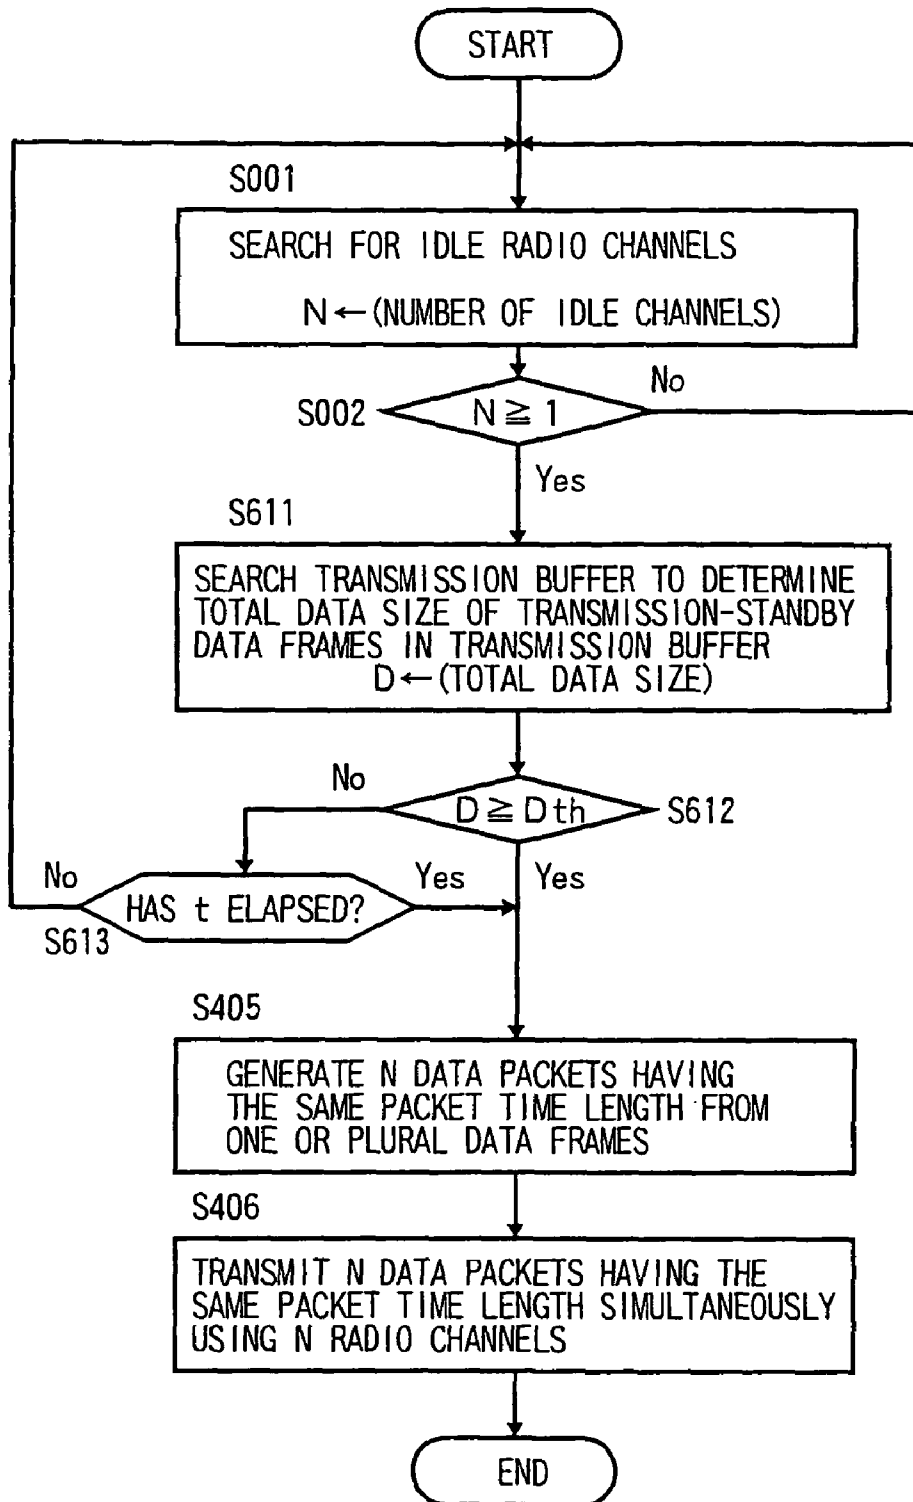 START
S001
SEARCH FOR IDLE RADIO CHANNELS
N←(NUMBER OF IDLE CHANNELS)
No
S002
N≧1
Yes
S611
SEARCH TRANSMISSION BUFFER TO DETERMINE
TOTAL DATA SIZE OF TRANSMISSION-STANDBY
DATA FRAMES IN TRANSMISSION BUFFER
D←(TOTAL DATA SIZE)
No
D≧Dth
S612
No
HAS t ELAPSED?
Yes
Yes
S613
S405
GENERATE N DATA PACKETS HAVING
THE SAME PACKET TIME LENGTH FROM
ONE OR PLURAL DATA FRAMES
S406
TRANSMIT N DATA PACKETS HAVING THE
SAME PACKET TIME LENGTH SIMULTANEOUSLY
USING N RADIO CHANNELS
END